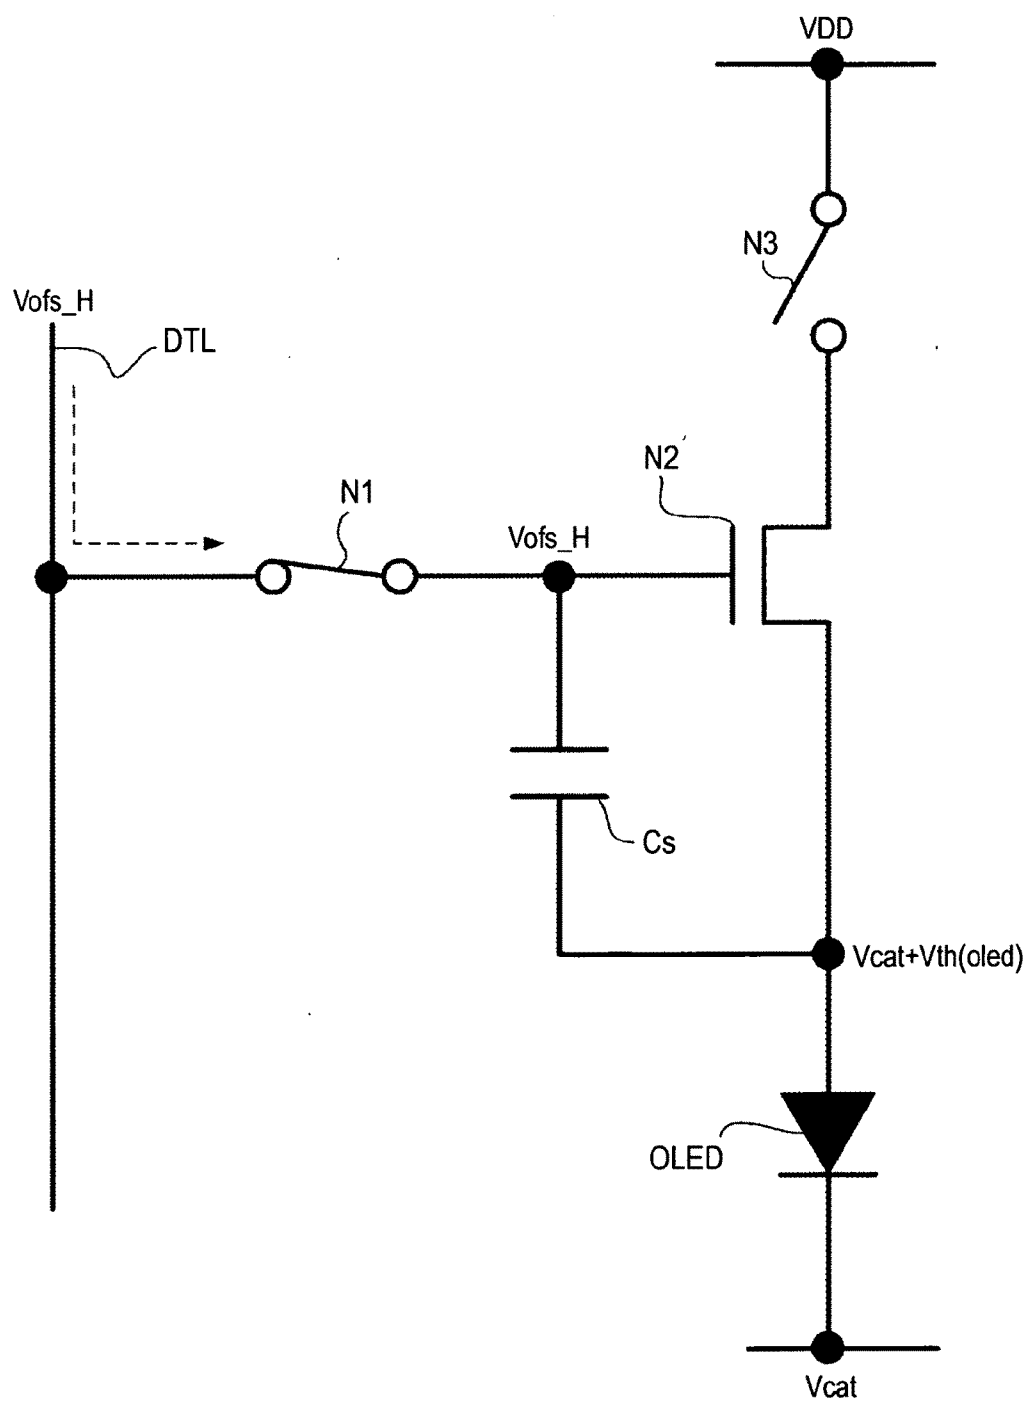 VDD
N3
Vofs_H
DTL
N2
N1
Vofs_H
Cs
Vcat+Vth(oled)
OLED
Vcat